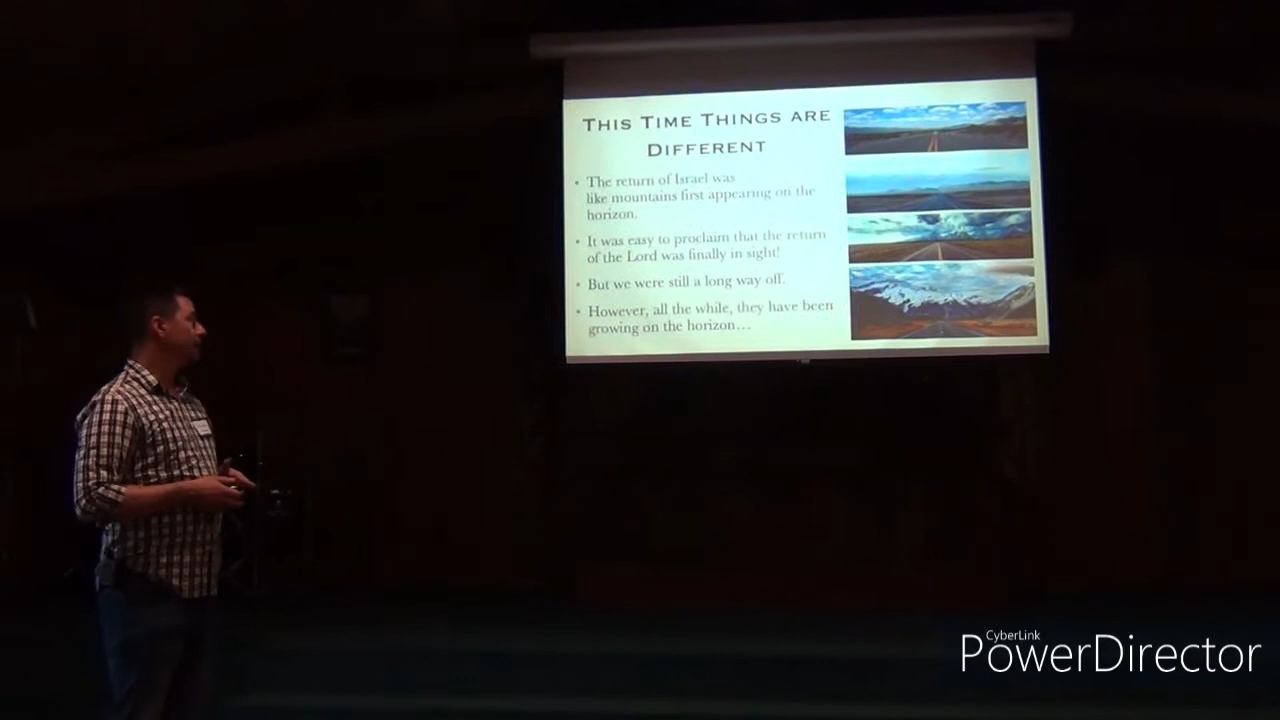 THIS TIME THINGS ARE
DIFFERENT
• The return of Israel was
like mountains first appearing on the
horizon.
• It was easy to proclaim that the return
of the Lord was finally in sight!
• But we were still a long way off.
• However, all the while, they have been
growing on the horizon…
CyberLink
PowerDirector